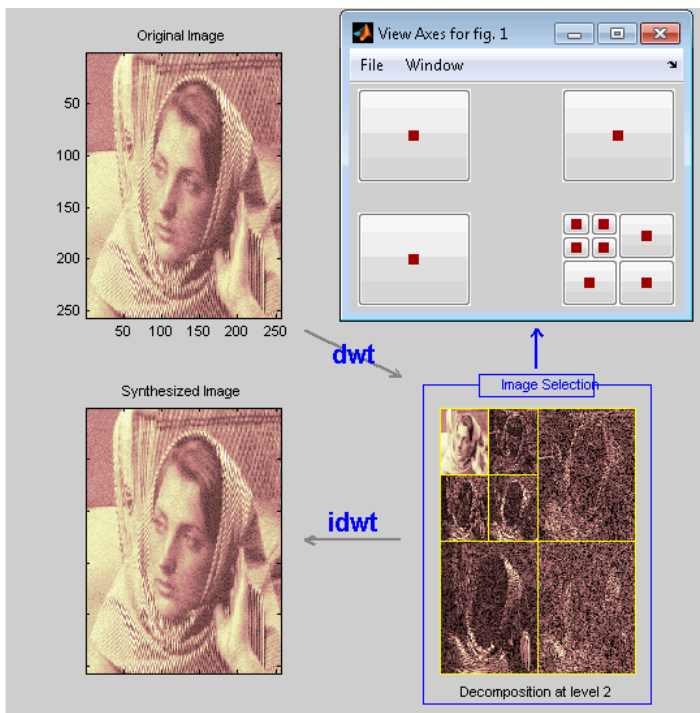 Original Image
50
100
150
200
250
50 100 150 200 250
View Axes for fig. 1
File Window
dwt
Image Selection
Synthesized Image
idwt
Decomposition at level 2